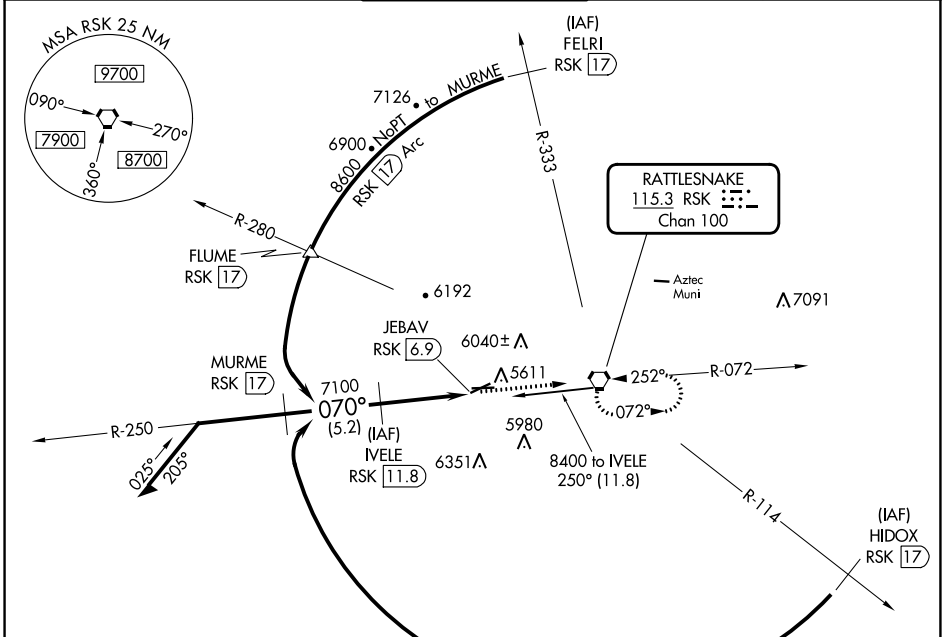 MSA RSK 25 NM
9700
090°
270°
7900
8700
360°
(IAF)
FELRI
RSK 17
7126
6900
NoPT to MURME
8600
RSK 17 Arc
R-333
R-280
FLUME
RSK 17
RATTLESNAKE
115.3 RSK
Chan 100
Aztec
Muni
7091
6192
JEBAV
RSK 6.9
6040±
5611
MURME
RSK 17
7100
070°
(5.2)
(IAF)
IVELE
RSK 11.8
R-250
025°
205°
6351
5980
8400 to IVELE
250° (11.8)
252°
R-072
072°
R-114
(IAF)
HIDOX
RSK 17